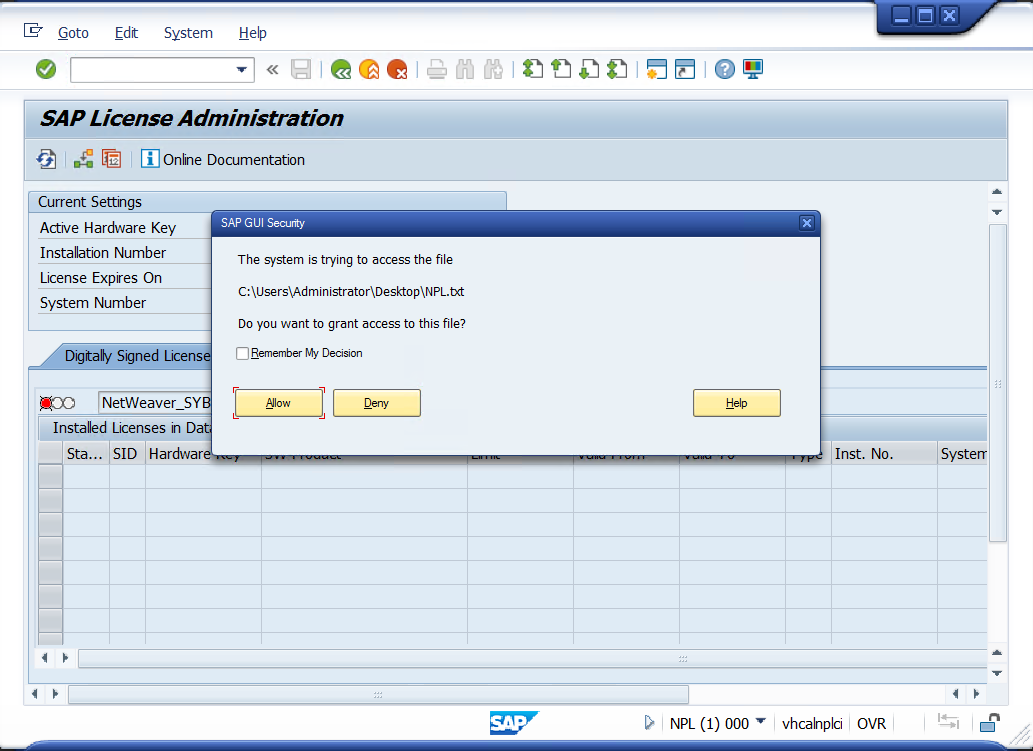 Goto Edit System Help
SAP License Administration
Online Documentation
Current Settings
Active Hardware Key
Installation Number
License Expires On
System Number
SAP GUI Security
The system is trying to access the file
C:\Users\Administrator\Desktop\NPL.txt
Do you want to grant access to this file?
Remember My Decision
Allow Deny Help
Digitally Signed License
NetWeaver_SYB
Installed Licenses in Data
Sta... SID Hardware Key SW Product Limit Valid From Valid To Type Inst. No. System
SAP NPL (1) 000 vhcalnplci OVR